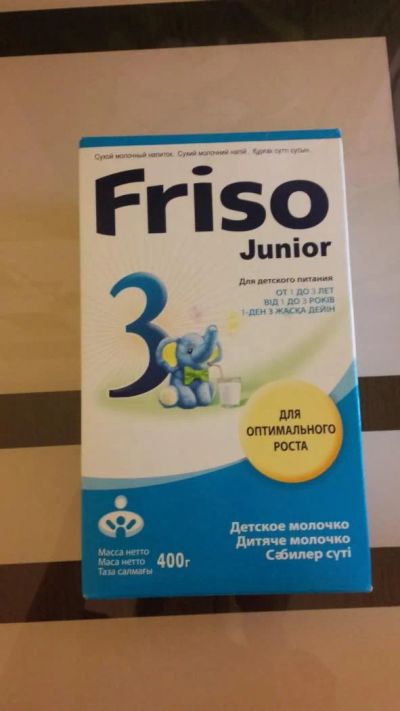 Сухой молочный напиток. Сухий молочний напій. Құрғақ сүтті сусын.
Friso
Junior
Для детского питания
ОТ 1 ДО 3 ЛЕТ
ВІД 1 ДО 3 РОКІВ
1-ДЕН 3 ЖАСҚА ДЕЙІН
3
ДЛЯ
ОПТИМАЛЬНОГО
РОСТА
Детское молочко
Дитяче молочко
Сәбилер сүті
Масса нетто
Маса нетто
Таза салмағы
400г